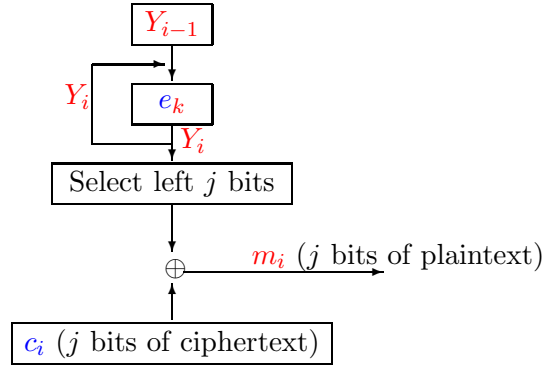 Y_{i−1}
Y_i
e_k
Y_i
Select left j bits
⊕
m_i (j bits of plaintext)
c_i (j bits of ciphertext)